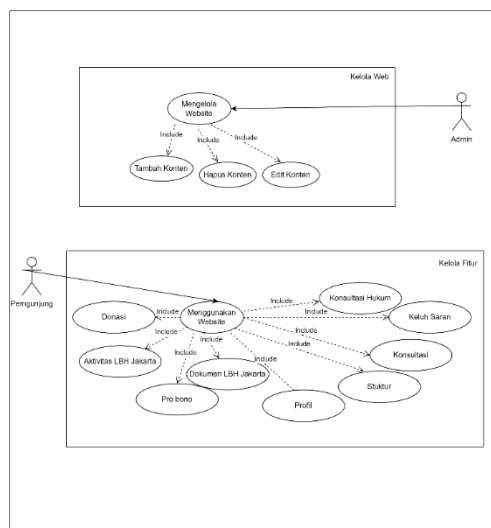 Kelola Web
Mengelola
Website
Admin
Include
Include
Include
Tambah Konten
Hapus Konten
Edit Konten
Kelola Fitur
Pemgunjung
Menggunakan
Website
Include
Konsultasi Hukum
Include
Include
Keluh Saran
Donasi
Include
Include
Include
Include
Include
Include
Konsultasi
Aktivitas LBH Jakarta
Dokumen LBH Jakarta
Stuktur
Pro bono
Profil